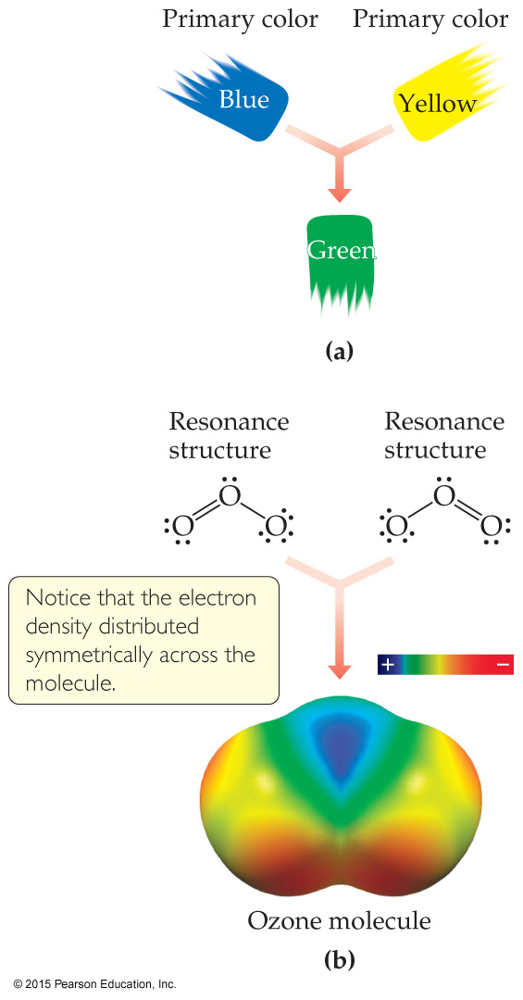 Primary color Primary color
Blue Yellow
Green
(a)
Resonance structure
Resonance structure
O O O
O O O
Notice that the electron
density distributed
symmetrically across the
molecule.
+ −
Ozone molecule
(b)
© 2015 Pearson Education, Inc.